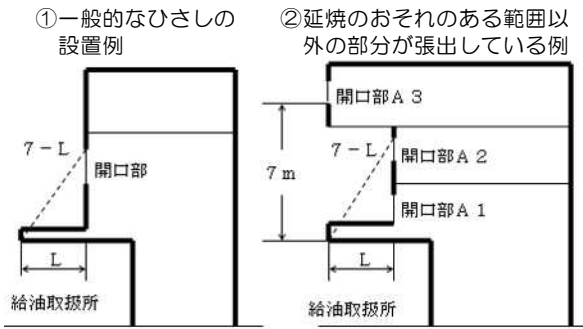 ①一般的なひさしの
設置例
②延焼のおそれのある範囲以
外の部分が張出している例
7－L
開口部
L
給油取扱所
開口部A3
7－L
開口部A2
7m
開口部A1
L
給油取扱所